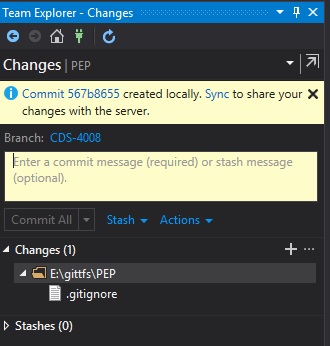 Team Explorer - Changes
Changes | PEP
Commit 567b8655 created locally. Sync to share your
changes with the server.
Branch: CDS-4008
Enter a commit message (required) or stash message
(optional).
Commit All Stash Actions
Changes (1)
E:\gittfs\PEP
.gitignore
Stashes (0)